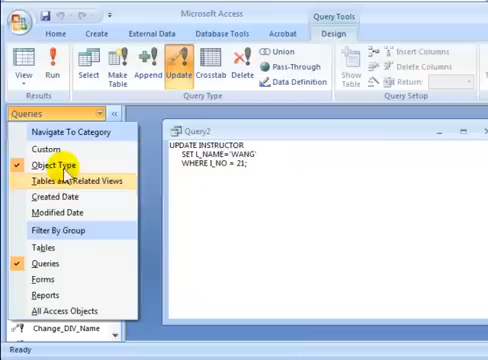 Microsoft Access
Query Tools
Home
Create
External Data
Database Tools
Acrobat
Design
View
Run
Select
Make
Table
Append
Update
Crosstab
Delete
Union
Pass-Through
Data Definition
Show
Table
Insert Columns
Delete Columns
Return:
Results
Query Type
Query Setup
Queries
Navigate To Category
Custom
Object Type
Tables and Related Views
Created Date
Modified Date
Filter By Group
Tables
Queries
Forms
Reports
All Access Objects
Change_DIV_Name
Query2
UPDATE INSTRUCTOR
SET L_NAME='WANG'
WHERE I_NO = 21;
Ready